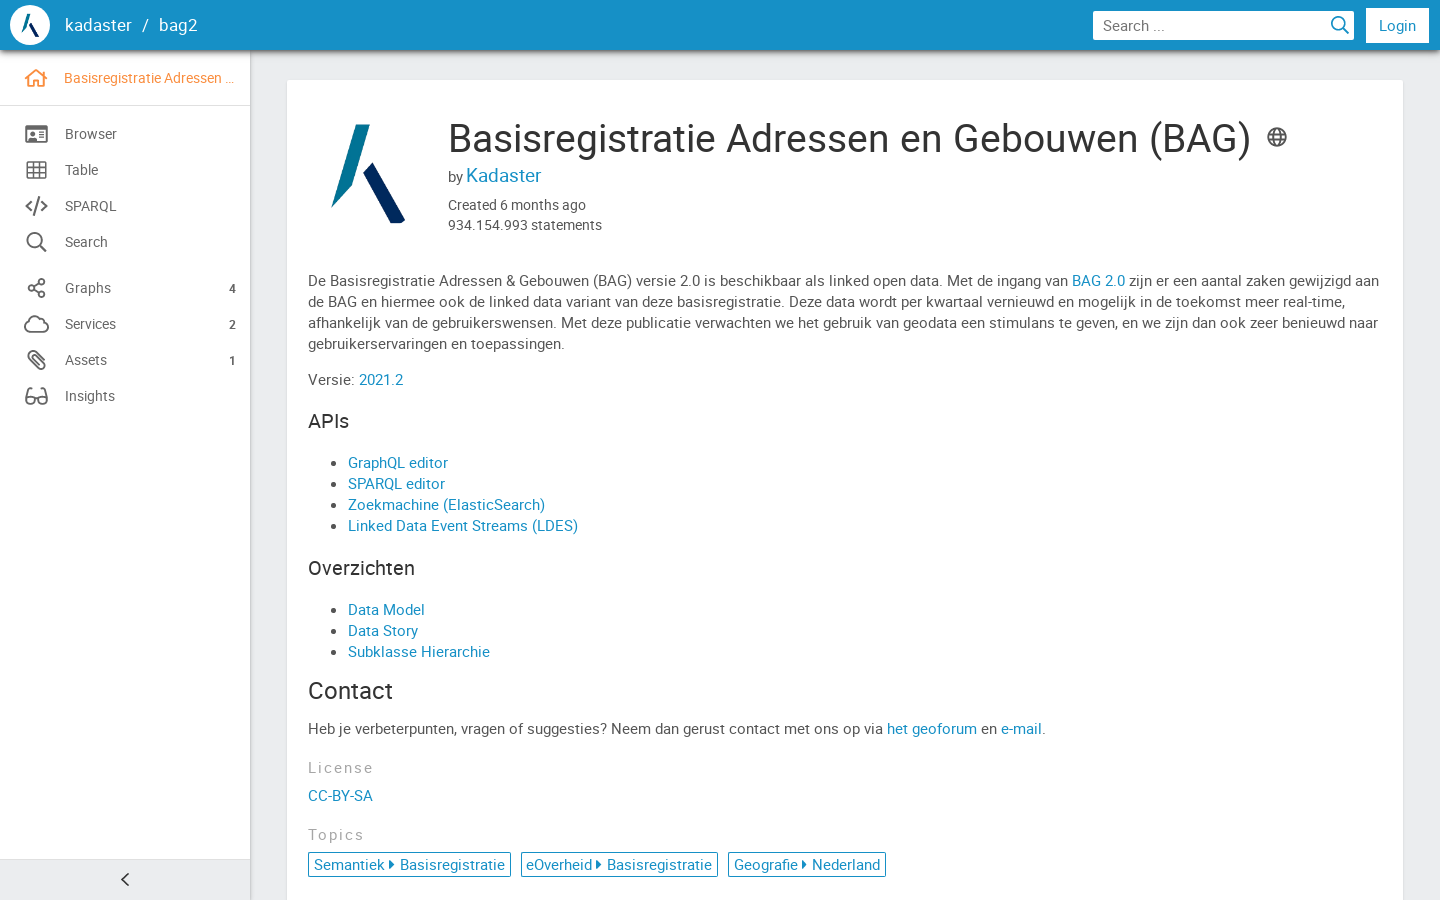 kadaster / bag2
Search ...
Login
Basisregistratie Adressen ...
Browser
Table
SPARQL
Search
Graphs 4
Services 2
Assets 1
Insights
Basisregistratie Adressen en Gebouwen (BAG)
by Kadaster
Created 6 months ago
934.154.993 statements
De Basisregistratie Adressen & Gebouwen (BAG) versie 2.0 is beschikbaar als linked open data. Met de ingang van BAG 2.0 zijn er een aantal zaken gewijzigd aan
de BAG en hiermee ook de linked data variant van deze basisregistratie. Deze data wordt per kwartaal vernieuwd en mogelijk in de toekomst meer real-time,
afhankelijk van de gebruikerswensen. Met deze publicatie verwachten we het gebruik van geodata een stimulans te geven, en we zijn dan ook zeer benieuwd naar
gebruikerservaringen en toepassingen.
Versie: 2021.2
APIs
GraphQL editor
SPARQL editor
Zoekmachine (ElasticSearch)
Linked Data Event Streams (LDES)
Overzichten
Data Model
Data Story
Subklasse Hierarchie
Contact
Heb je verbeterpunten, vragen of suggesties? Neem dan gerust contact met ons op via het geoforum en e-mail.
License
CC-BY-SA
Topics
Semantiek Basisregistratie eOverheid Basisregistratie Geografie Nederland